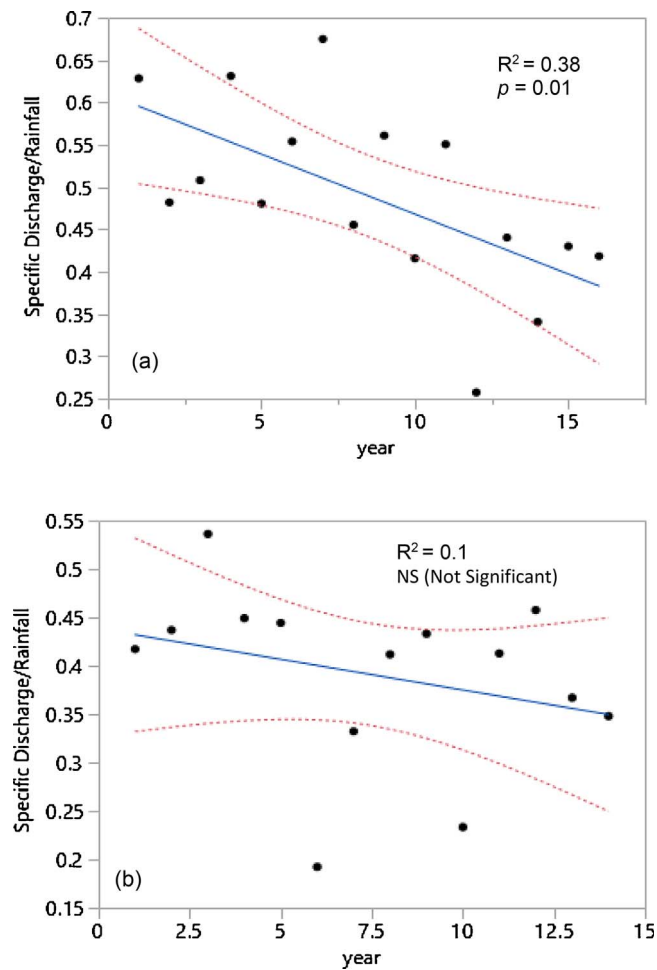 0.7
0.65
0.6
0.55
0.5
0.45
0.4
0.35
0.3
0.25
Specific Discharge/Rainfall
R² = 0.38
p = 0.01
(a)
0 5 10 15
year
0.55
0.5
0.45
0.4
0.35
0.3
0.25
0.2
0.15
Specific Discharge/Rainfall
R² = 0.1
NS (Not Significant)
(b)
0 2.5 5 7.5 10 12.5 15
year